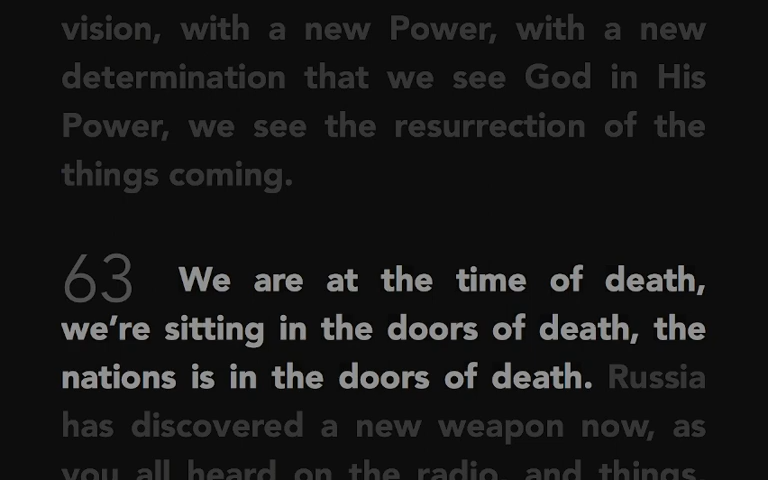 vision, with a new Power, with a new
determination that we see God in His
Power, we see the resurrection of the
things coming.
63 We are at the time of death,
we’re sitting in the doors of death, the
nations is in the doors of death. Russia
has discovered a new weapon now, as
you all heard on the radio, and things.